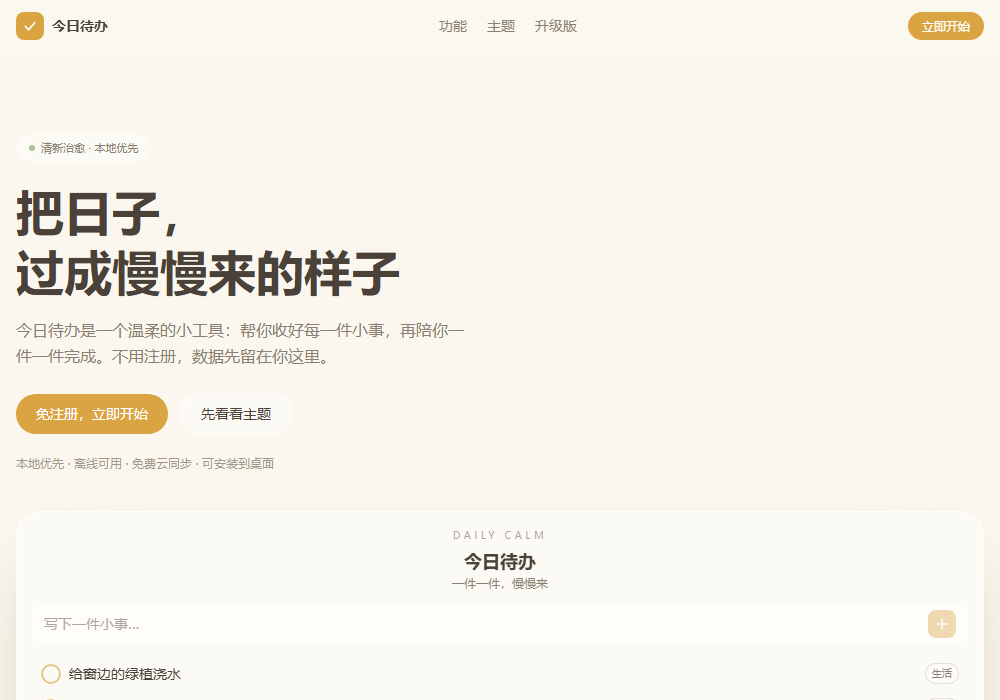 今日待办
功能 主题 升级版
立即开始
清新治愈 · 本地优先
把日子，
过成慢慢来的样子
今日待办是一个温柔的小工具：帮你收好每一件小事，再陪你一
件一件完成。不用注册，数据先留在你这里。
免注册，立即开始
先看看主题
本地优先 · 离线可用 · 免费云同步 · 可安装到桌面
DAILY CALM
今日待办
一件一件，慢慢来
写下一件小事...
给窗边的绿植浇水
生活